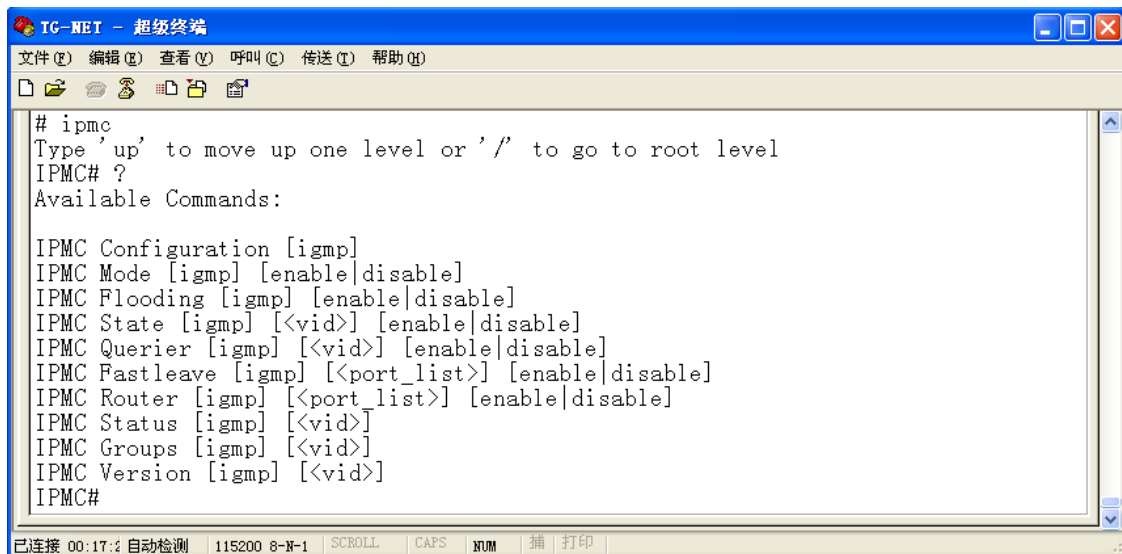 TG-NET - 超级终端
文件(F) 编辑(E) 查看(V) 呼叫(C) 传送(T) 帮助(H)
# ipmc
Type 'up' to move up one level or '/' to go to root level
IPMC# ?
Available Commands:
IPMC Configuration [igmp]
IPMC Mode [igmp] [enable|disable]
IPMC Flooding [igmp] [enable|disable]
IPMC State [igmp] [<vid>] [enable|disable]
IPMC Querier [igmp] [<vid>] [enable|disable]
IPMC Fastleave [igmp] [<port_list>] [enable|disable]
IPMC Router [igmp] [<port_list>] [enable|disable]
IPMC Status [igmp] [<vid>]
IPMC Groups [igmp] [<vid>]
IPMC Version [igmp] [<vid>]
IPMC#
已连接 00:17:2 自动检测 115200 8-N-1 SCROLL CAPS NUM 捕 打印